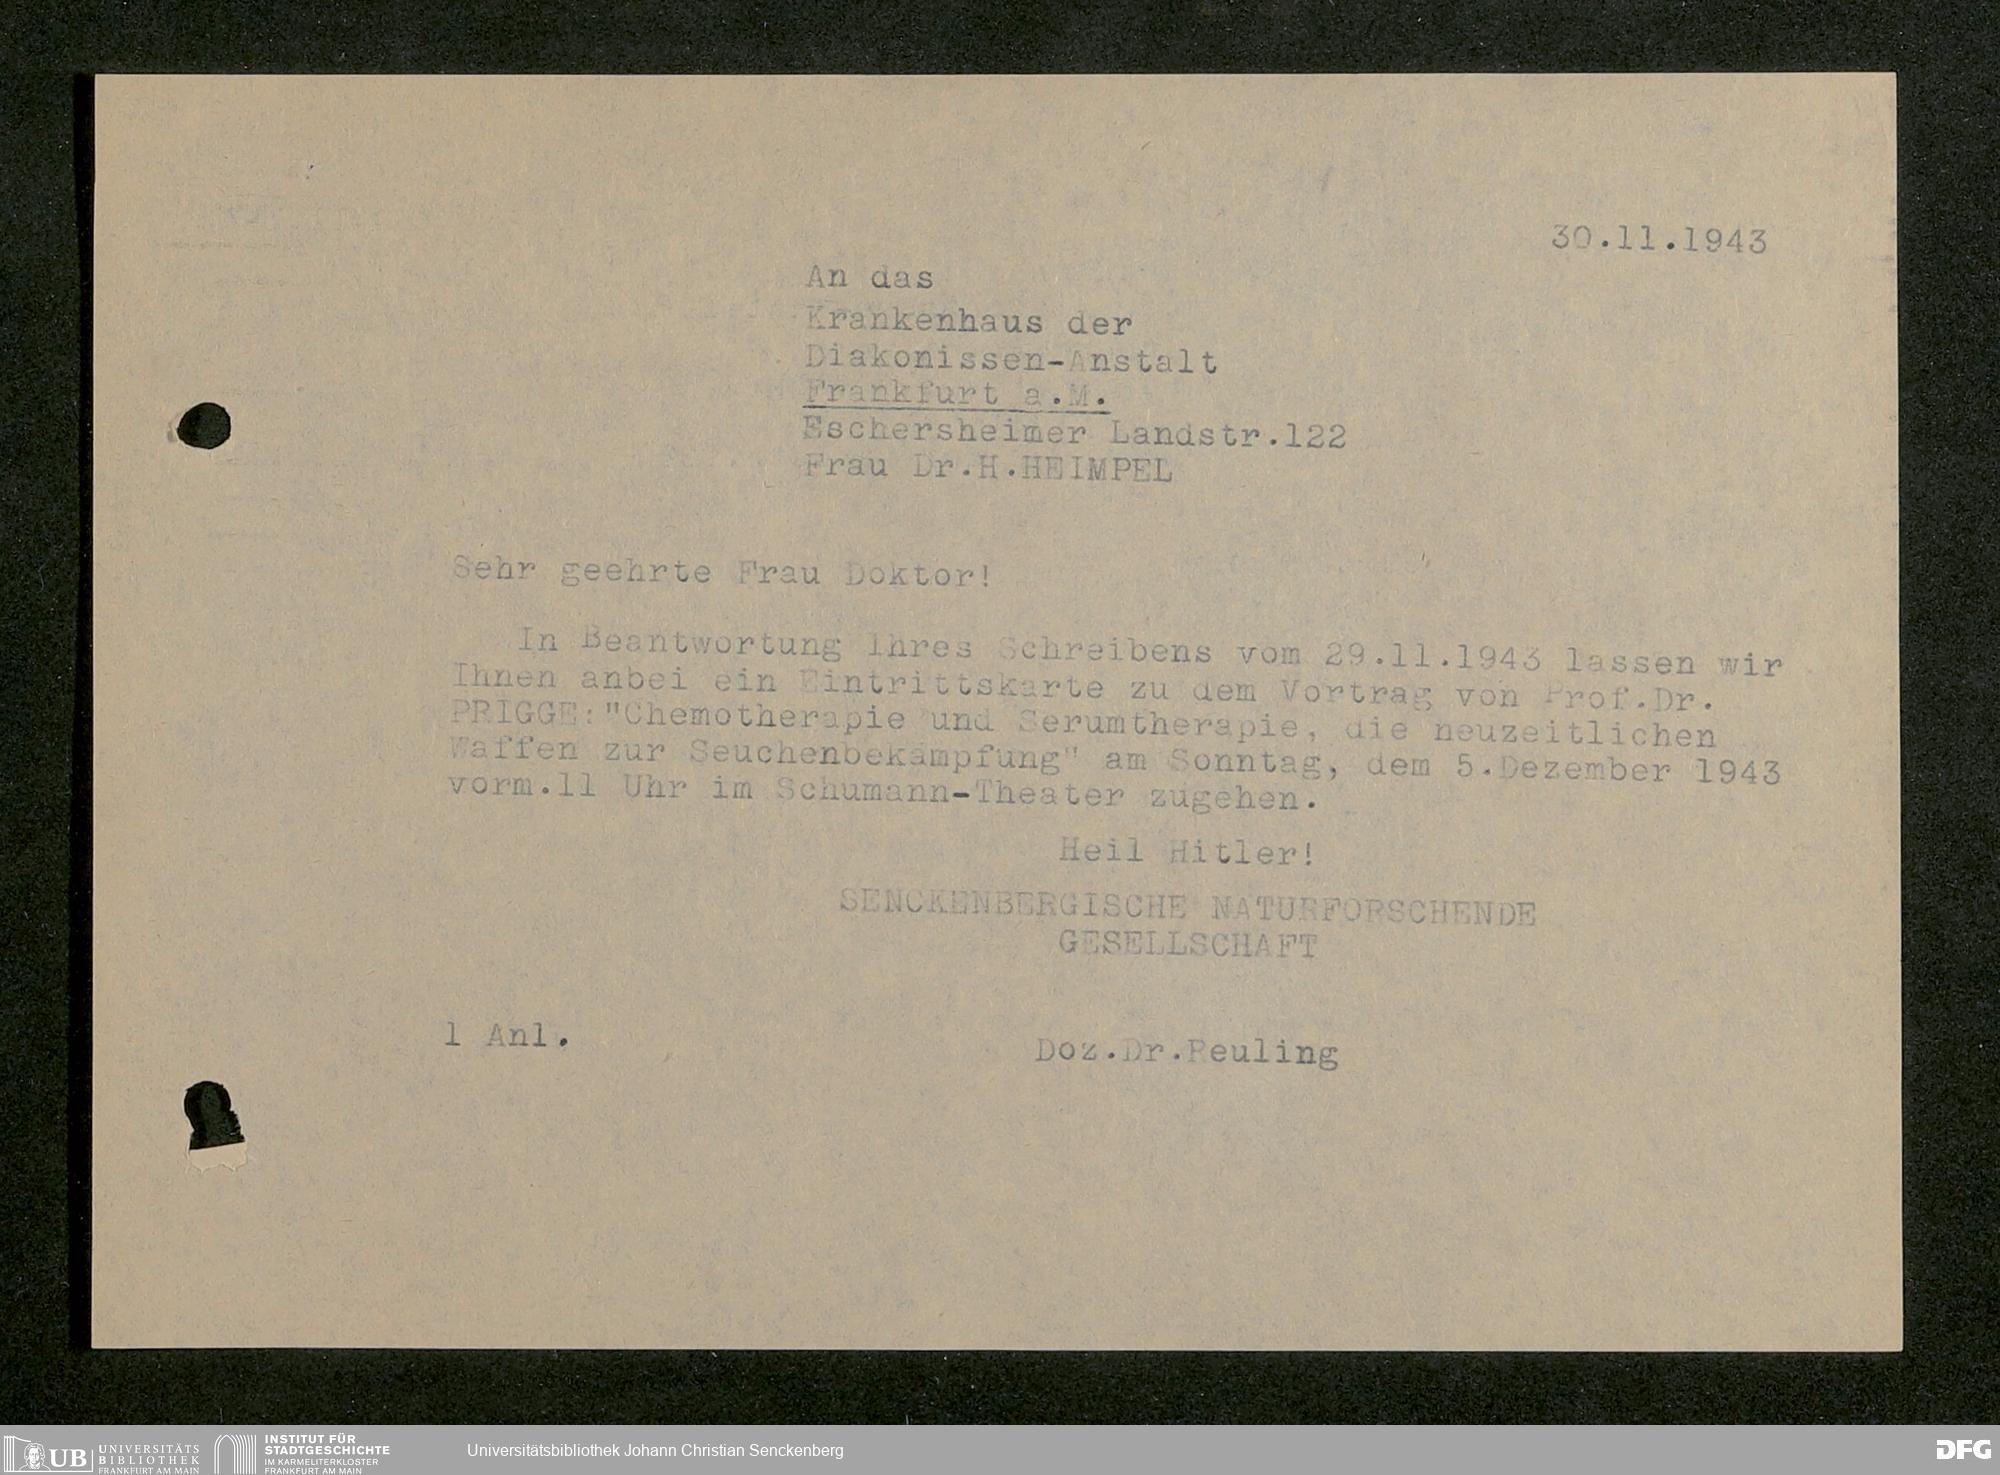 30.11.1943
An das
Krankenhaus der
Diakonissen-Anstalt
Frankfurt a.M.
Eschersheimer Landstr.122
Frau Dr.H.HEIMPEL
Sehr geehrte Frau Doktor!
In Beantwortung Ihres Schreibens vom 29.11.1943 lassen wir
Ihnen anbei ein Eintrittskarte zu dem Vortrag von Prof.Dr.
PRIGGE:"Chemotherapie und Serumtherapie, die neuzeitlichen
Waffen zur Seuchenbekämpfung" am Sonntag, dem 5.Dezember 1943
vorm.11 Uhr im Schumann-Theater zugehen.
Heil Hitler!
SENCKENBERGISCHE NATURFORSCHENDE
GESELLSCHAFT
1 Anl.
Doz.Dr.Reuling
UB UNIVERSITÄTS
BIBLIOTHEK
FRANKFURT AM MAIN
INSTITUT FÜR
STADTGESCHICHTE
IM KARMELITERKLOSTER
FRANKFURT AM MAIN
Universitätsbibliothek Johann Christian Senckenberg
DFG